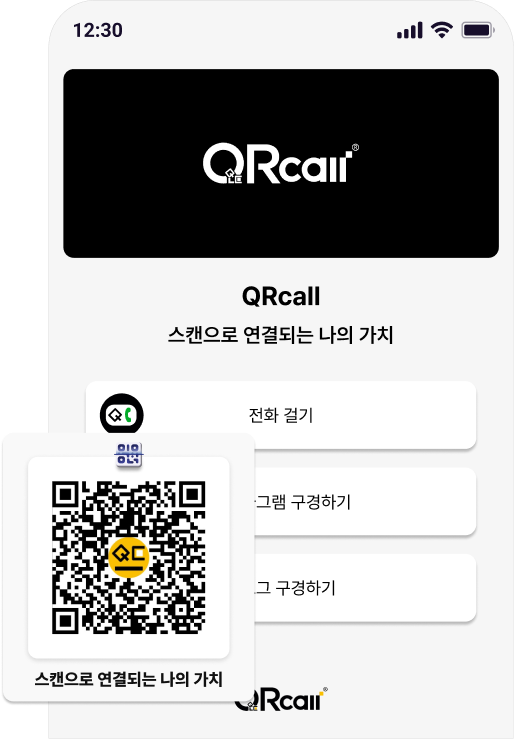 12:30
QRcall®
QRcall
스캔으로 연결되는 나의 가치
전화 걸기
그램 구경하기
그 구경하기
QC
스캔으로 연결되는 나의 가치
QRcall